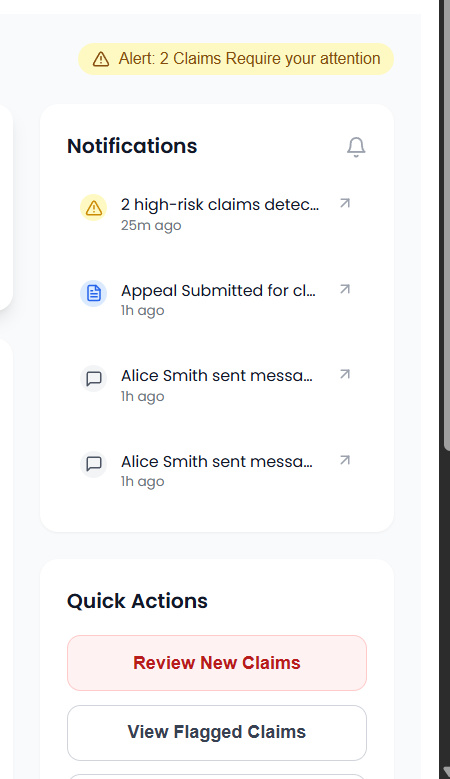 Alert: 2 Claims Require your attention
Notifications
2 high-risk claims detec...
25m ago
Appeal Submitted for cl...
1h ago
Alice Smith sent messa...
1h ago
Alice Smith sent messa...
1h ago
Quick Actions
Review New Claims
View Flagged Claims